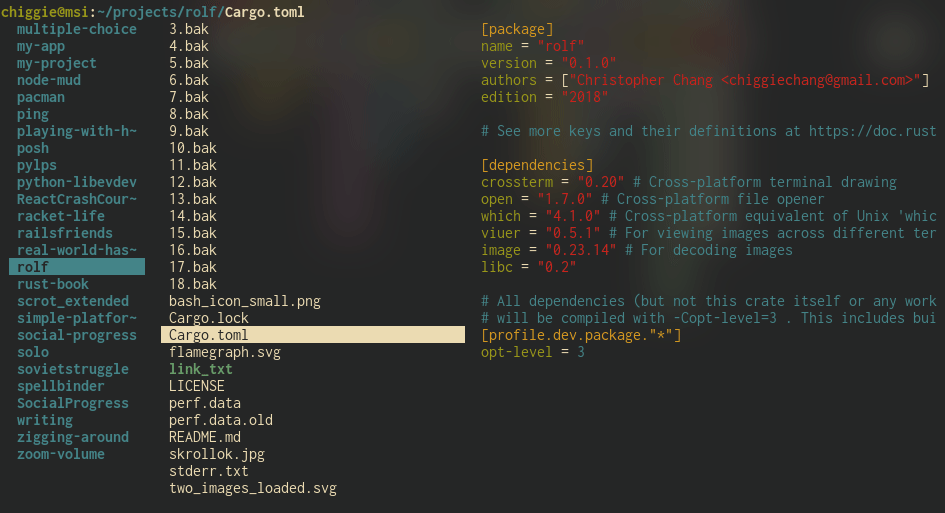 chiggie@msi:~/projects/rolf/Cargo.toml
multiple-choice
my-app
my-project
node-mud
pacman
ping
playing-with-h~
posh
pylps
python-libevdev
ReactCrashCour~
racket-life
railsfriends
real-world-has~
rolf
rust-book
scrot_extended
simple-platfor~
social-progress
solo
sovietstruggle
spellbinder
SocialProgress
writing
zigging-around
zoom-volume
3.bak
4.bak
5.bak
6.bak
7.bak
8.bak
9.bak
10.bak
11.bak
12.bak
13.bak
14.bak
15.bak
16.bak
17.bak
18.bak
bash_icon_small.png
Cargo.lock
Cargo.toml
flamegraph.svg
link_txt
LICENSE
perf.data
perf.data.old
README.md
skrollok.jpg
stderr.txt
two_images_loaded.svg
[package]
name = "rolf"
version = "0.1.0"
authors = ["Christopher Chang <chiggiechang@gmail.com>"]
edition = "2018"
# See more keys and their definitions at https://doc.rust
[dependencies]
crossterm = "0.20" # Cross-platform terminal drawing
open = "1.7.0" # Cross-platform file opener
which = "4.1.0" # Cross-platform equivalent of Unix 'whic
viuer = "0.5.1" # For viewing images across different ter
image = "0.23.14" # For decoding images
libc = "0.2"
# All dependencies (but not this crate itself or any work
# will be compiled with -Copt-level=3 . This includes bui
[profile.dev.package."*"]
opt-level = 3